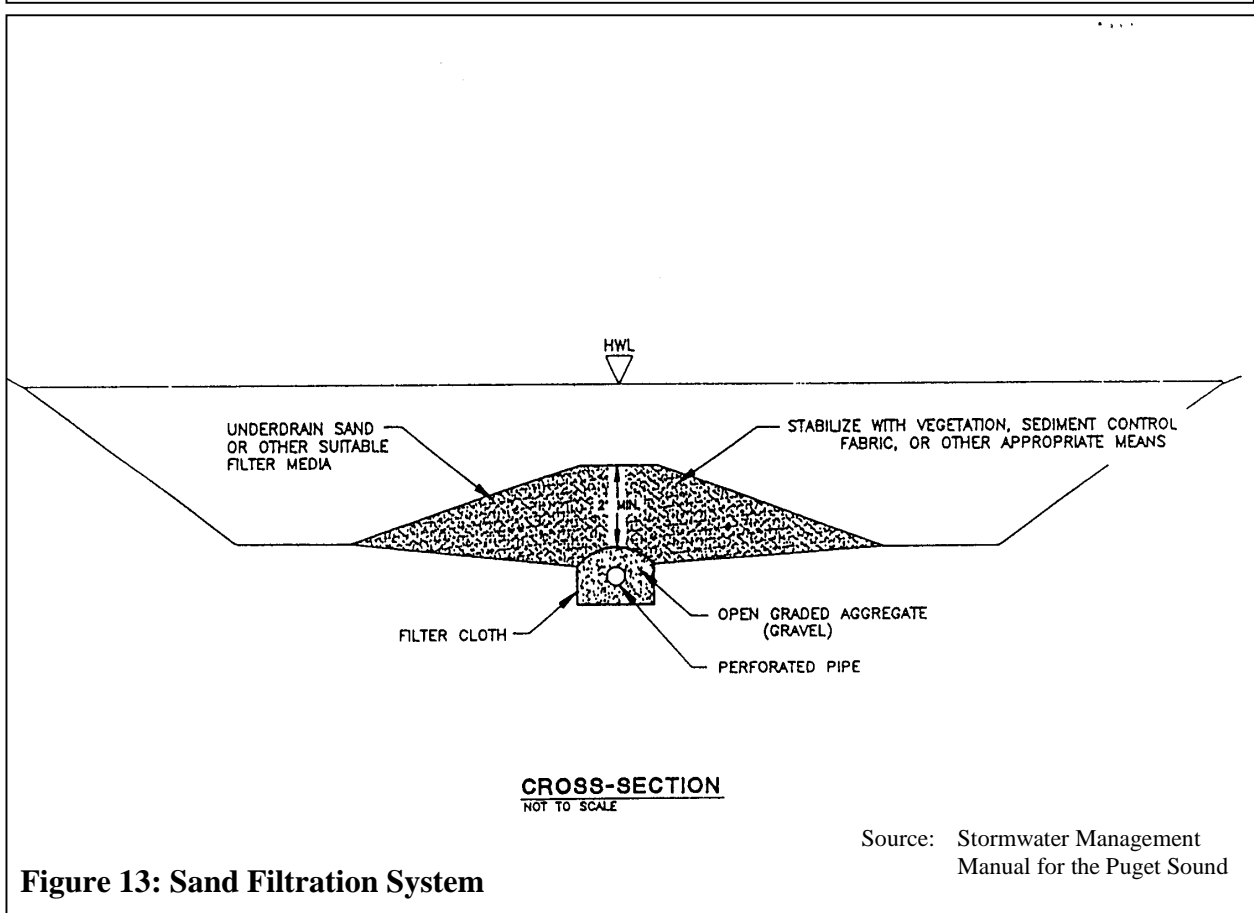 HWL
UNDERDRAIN SAND
OR OTHER SUITABLE
FILTER MEDIA
STABILIZE WITH VEGETATION, SEDIMENT CONTROL
FABRIC, OR OTHER APPROPRIATE MEANS
2' MIN.
OPEN GRADED AGGREGATE
(GRAVEL)
FILTER CLOTH
PERFORATED PIPE
CROSS-SECTION
NOT TO SCALE
Source: Stormwater Management
Manual for the Puget Sound
Figure 13: Sand Filtration System